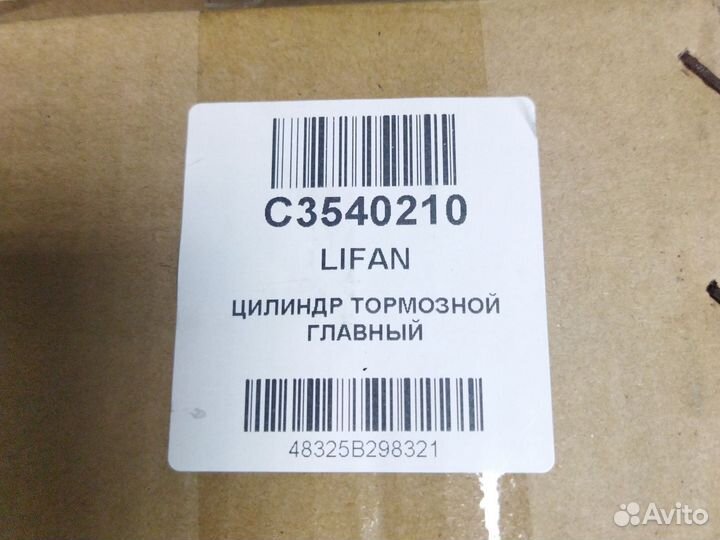 C3540210
LIFAN
ЦИЛИНДР ТОРМОЗНОЙ
ГЛАВНЫЙ
48325B298321
Avito